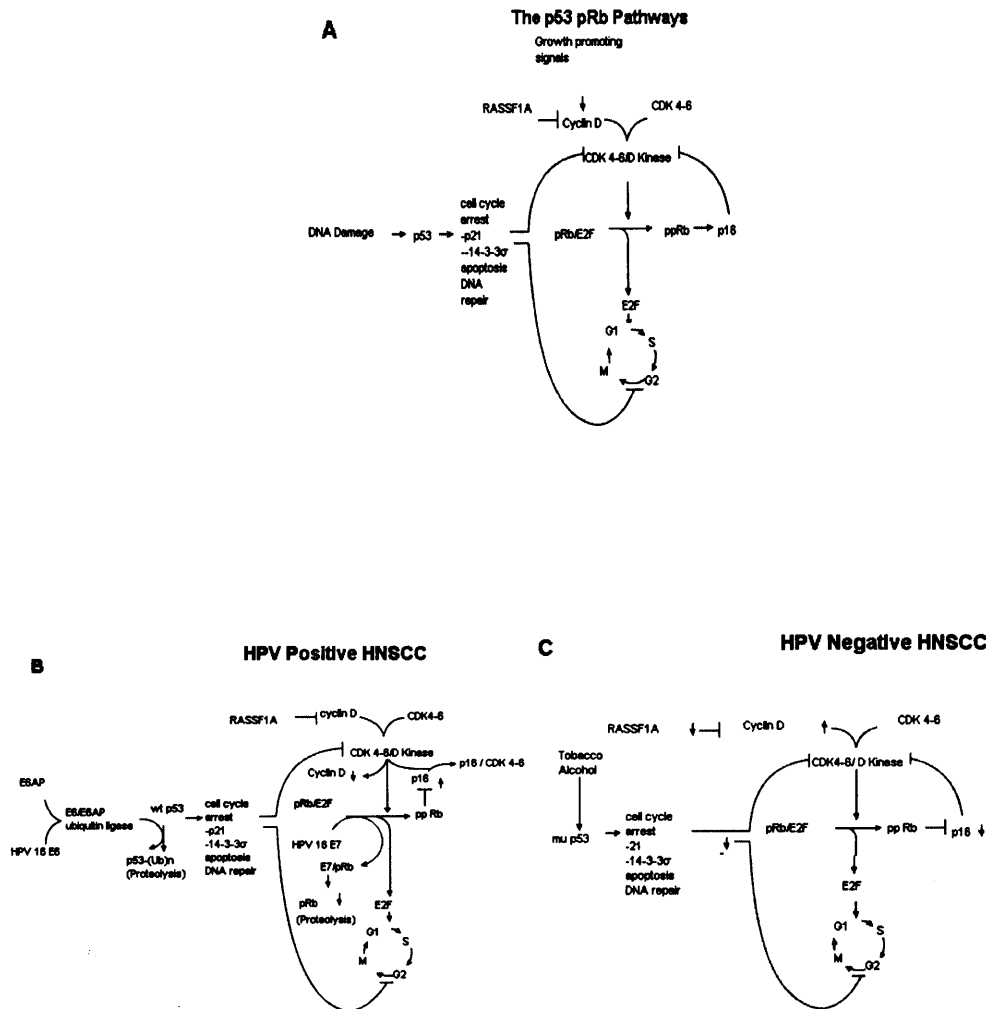 A
The p53 pRb Pathways
Growth promoting
signals
RASSF1A
Cyclin D
CDK 4-6
CDK 4-6/D Kinase
DNA Damage
p53
cell cycle
arrest
-p21
--14-3-3σ
apoptosis
DNA
repair
pRb/E2F
ppRb
p16
E2F
G1
S
M
G2
B
HPV Positive HNSCC
RASSF1A
cyclin D
CDK4-6
CDK 4-6/D Kinase
Cyclin D
p16 / CDK 4-6
p16
E6AP
E6/E6AP
ubiquitin ligase
HPV 16 E6
wt p53
p53-(Ub)n
(Proteolysis)
cell cycle
arrest
-p21
-14-3-3σ
apoptosis
DNA repair
pRb/E2F
pp Rb
HPV 16 E7
E7/pRb
pRb
(Proteolysis)
E2F
G1
S
M
G2
C
HPV Negative HNSCC
RASSF1A
Cyclin D
CDK 4-6
CDK4-6/ D Kinase
Tobacco
Alcohol
mu p53
cell cycle
arrest
-21
-14-3-3σ
apoptosis
DNA repair
pRb/E2F
pp Rb
p16
E2F
G1
S
M
G2